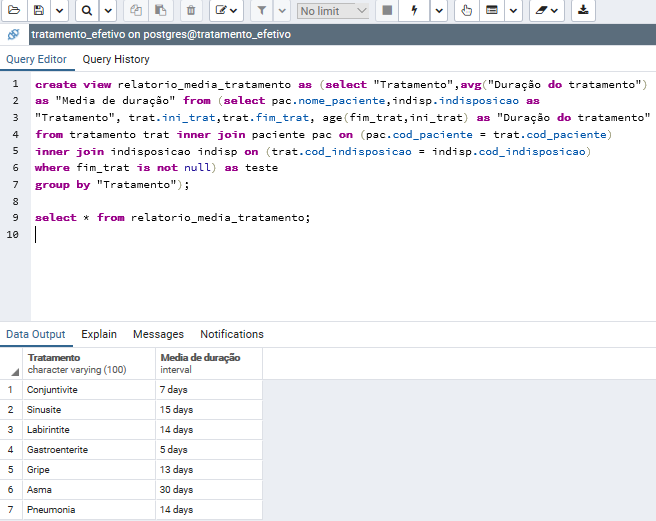 No limit
tratamento_efetivo on postgres@tratamento_efetivo
Query Editor Query History
1 create view relatorio_media_tratamento as (select "Tratamento",avg("Duração do tratamento")
2 as "Media de duração" from (select pac.nome_paciente,indisp.indisposicao as
3 "Tratamento", trat.ini_trat,trat.fim_trat, age(fim_trat,ini_trat) as "Duração do tratamento"
4 from tratamento trat inner join paciente pac on (pac.cod_paciente = trat.cod_paciente)
5 inner join indisposicao indisp on (trat.cod_indisposicao = indisp.cod_indisposicao)
6 where fim_trat is not null) as teste
7 group by "Tratamento");
8
9 select * from relatorio_media_tratamento;
10
Data Output Explain Messages Notifications
Tratamento Media de duração
character varying (100) interval
1 Conjuntivite 7 days
2 Sinusite 15 days
3 Labirintite 14 days
4 Gastroenterite 5 days
5 Gripe 13 days
6 Asma 30 days
7 Pneumonia 14 days